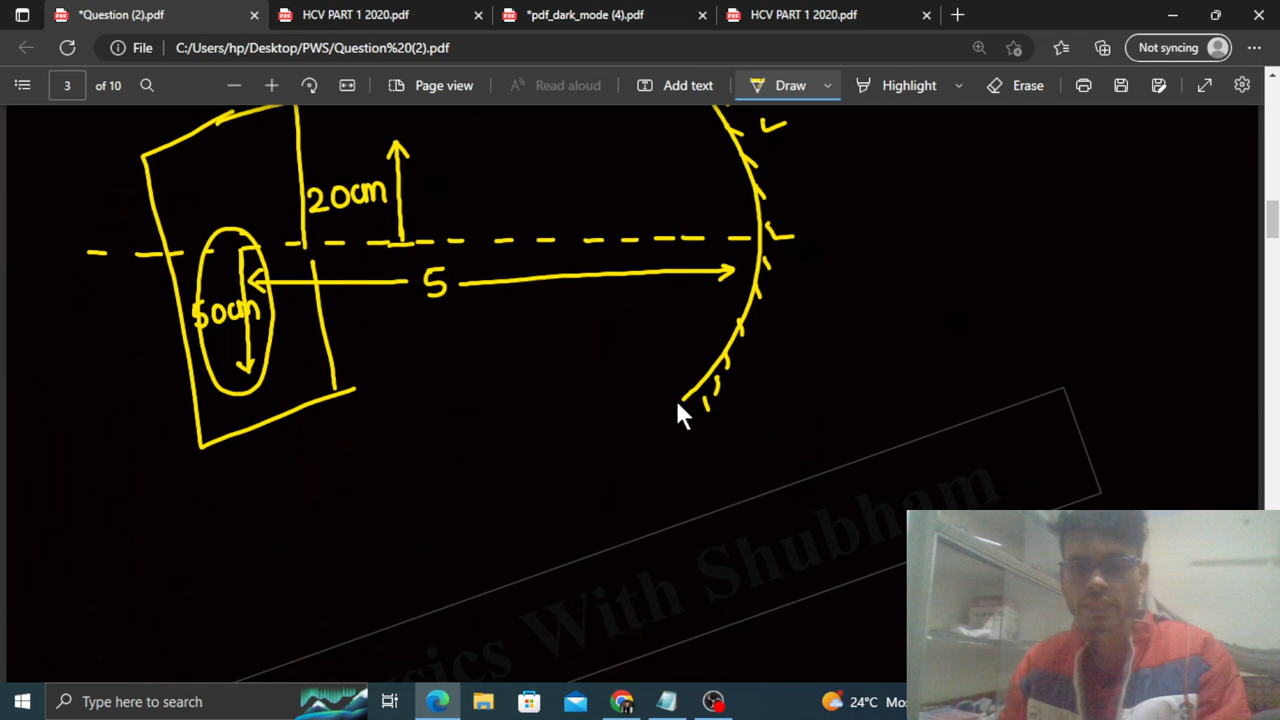 *Question (2).pdf
HCV PART 1 2020.pdf
*pdf_dark_mode (4).pdf
HCV PART 1 2020.pdf
File
C:/Users/hp/Desktop/PWS/Question%20(2).pdf
Not syncing
3 of 10
Page view
Read aloud
Add text
Draw
Highlight
Erase
20cm
50cm
5
With Shubham
Type here to search
24°C